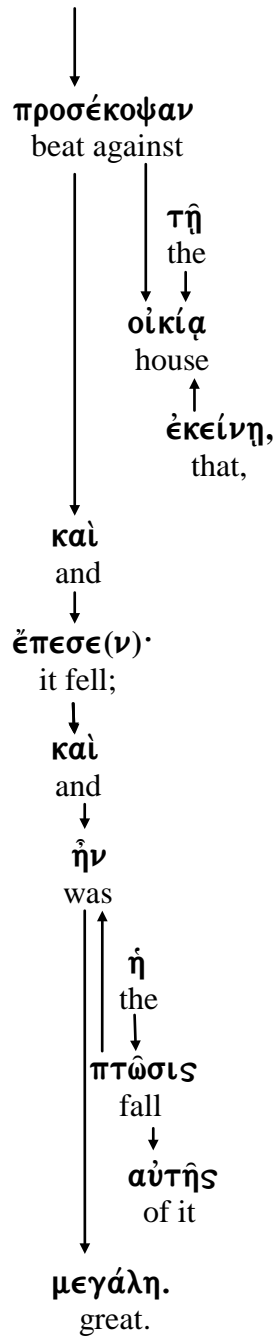 προσέκοψαν
beat against
τῇ
the
οἰκίᾳ
house
ἐκείνῃ,
that,
καὶ
and
ἔπεσε(ν)·
it fell;
καὶ
and
ἦν
was
ἡ
the
πτῶσις
fall
αὐτῆς
of it
μεγάλη.
great.